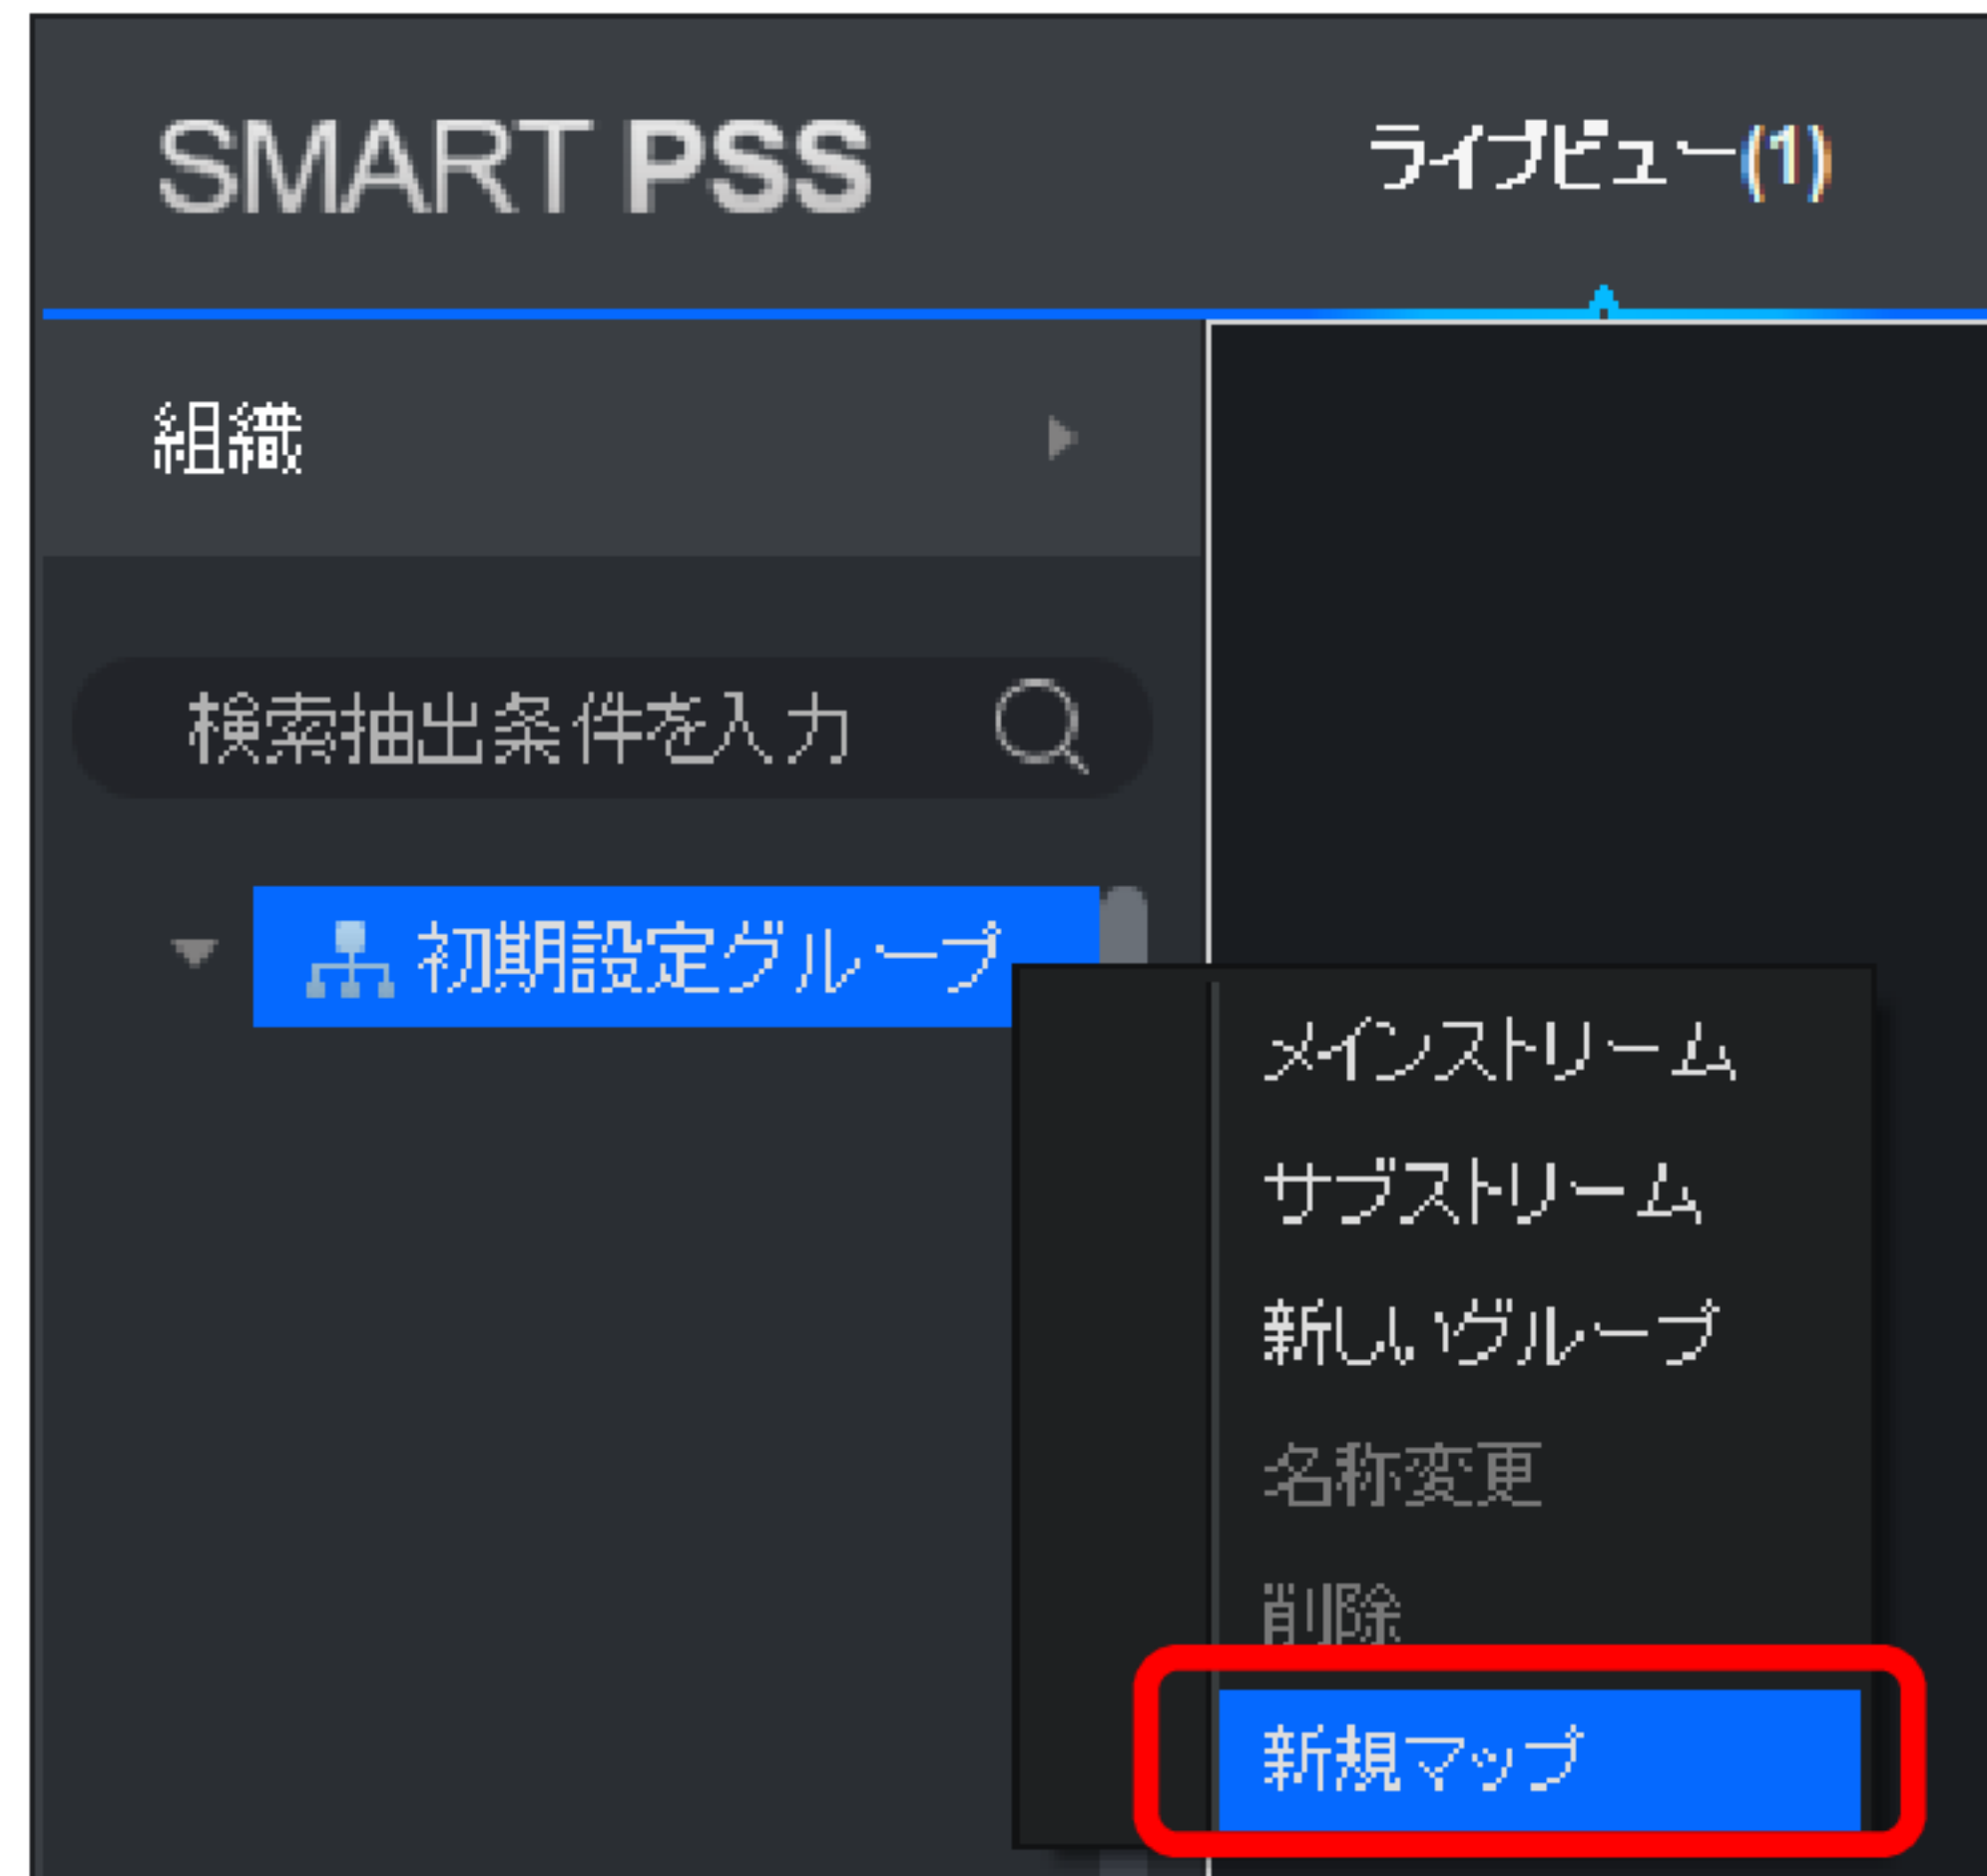 SMART PSS
ライブビュー(1)
組織
検索抽出条件を入力
初期設定グループ
メインストリーム
サブストリーム
新しいグループ
名称変更
削除
新規マップ